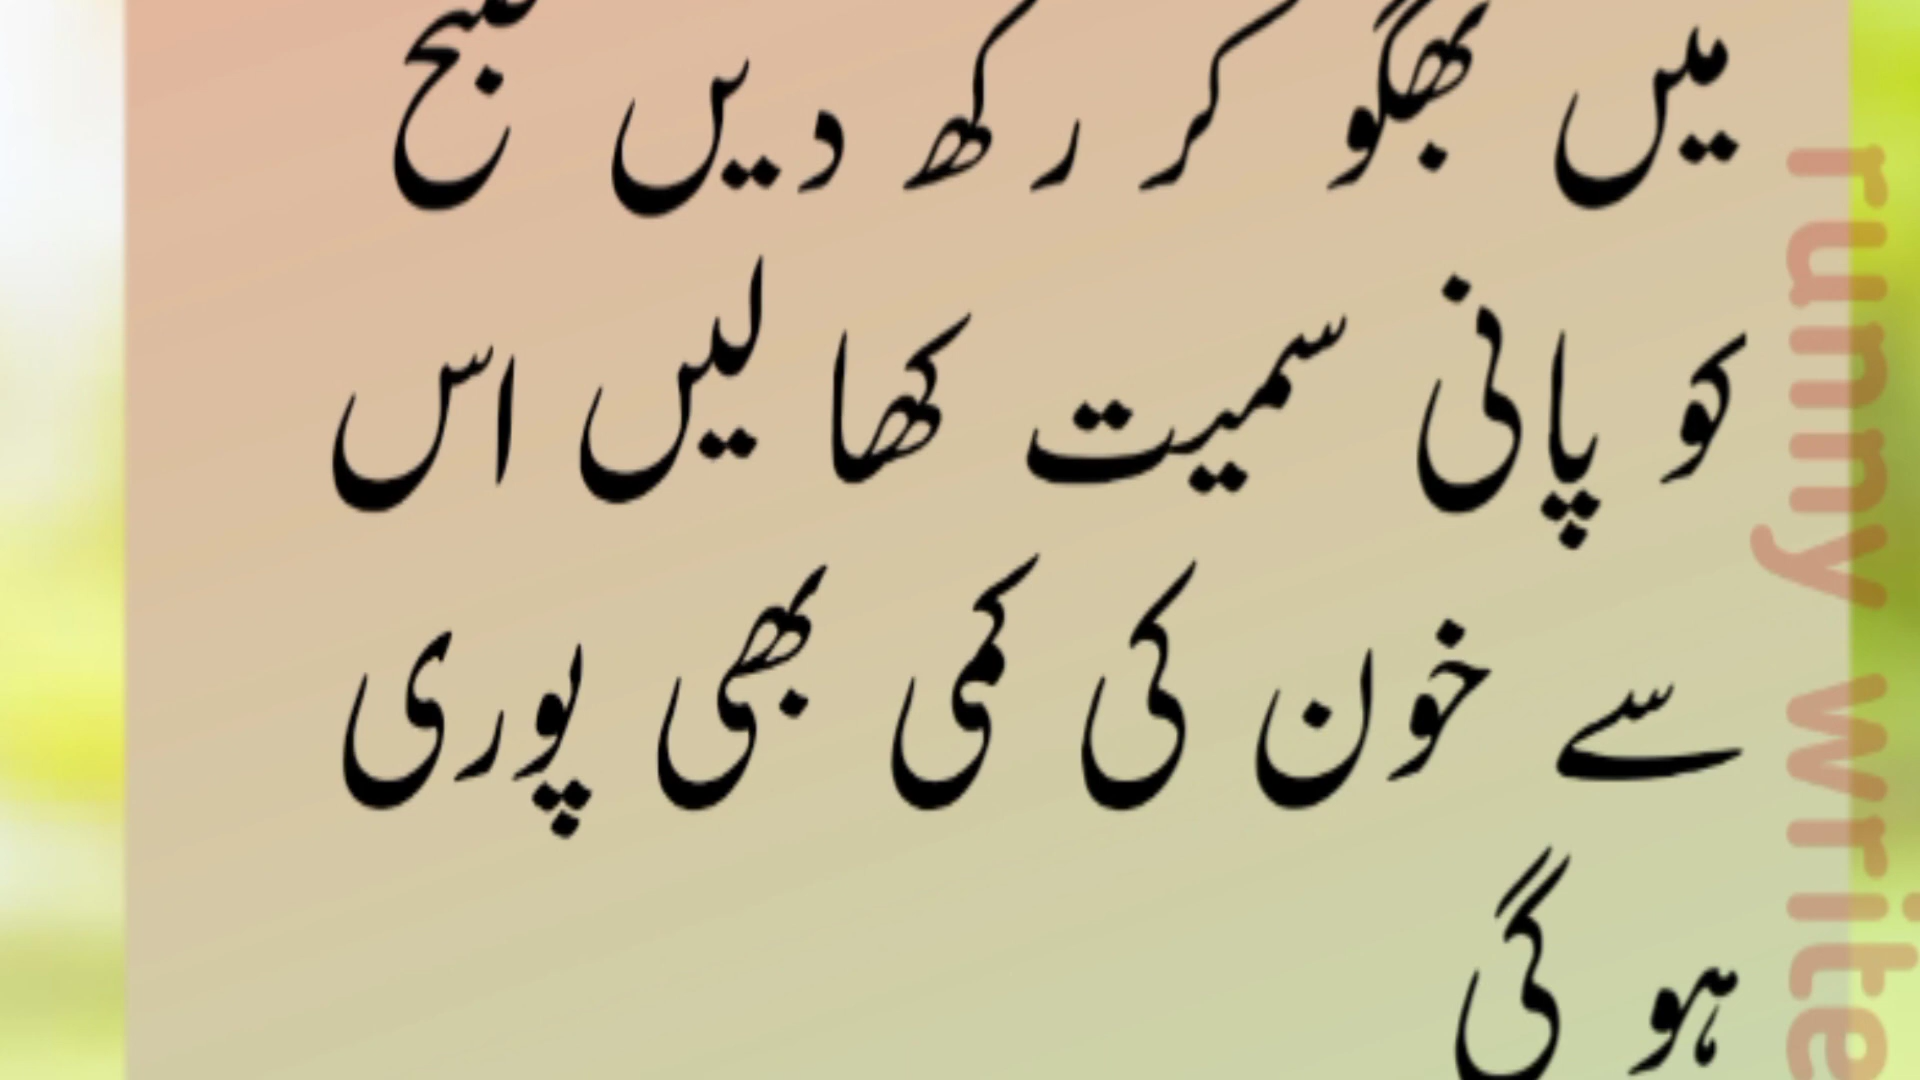 میں بھگو کر رکھ دیں صبح
کو پانی سمیت کھا لیں اس
سے خون کی کمی بھی پوری
ہو گی
runny write